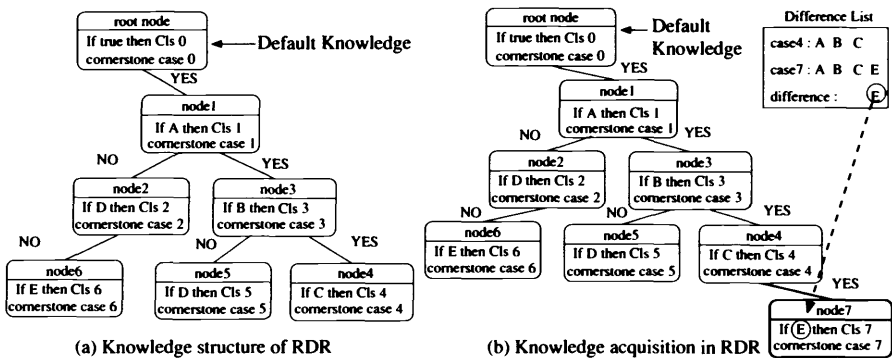 root node
If true then Cls 0
cornerstone case 0
Default Knowledge
YES
node1
If A then Cls 1
cornerstone case 1
NO
YES
node2
If D then Cls 2
cornerstone case 2
node3
If B then Cls 3
cornerstone case 3
NO
NO
YES
node6
If E then Cls 6
cornerstone case 6
node5
If D then Cls 5
cornerstone case 5
node4
If C then Cls 4
cornerstone case 4
(a) Knowledge structure of RDR
root node
If true then Cls 0
cornerstone case 0
Default
Knowledge
YES
node1
If A then Cls 1
cornerstone case 1
NO
YES
node2
If D then Cls 2
cornerstone case 2
node3
If B then Cls 3
cornerstone case 3
NO
NO
YES
node6
If E then Cls 6
cornerstone case 6
node5
If D then Cls 5
cornerstone case 5
node4
If C then Cls 4
cornerstone case 4
YES
node7
If E then Cls 7
cornerstone case 7
Difference List
case4 : A B C
case7 : A B C E
difference : E
(b) Knowledge acquisition in RDR